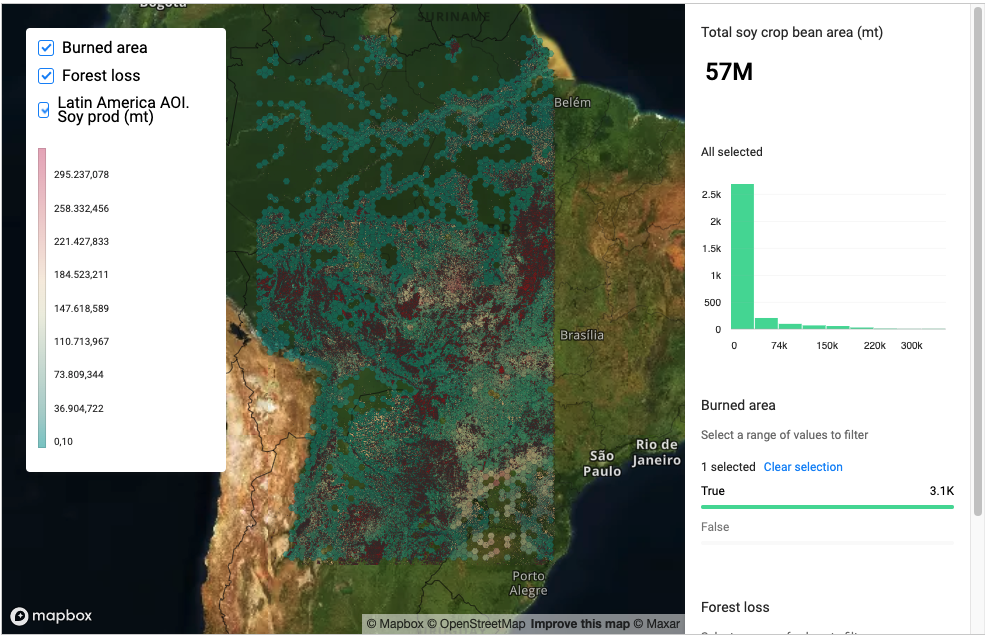 Bogotá
SURINAME
Burned area
Forest loss
Latin America AOI.
Soy prod (mt)
295.237,078
258.332,456
221.427,833
184.523,211
147.618,589
110.713,967
73.809,344
36.904,722
0,10
Belém
Brasília
São
Paulo
Rio de
Janeiro
Porto
Alegre
mapbox
© Mapbox © OpenStreetMap Improve this map © Maxar
Total soy crop bean area (mt)
57M
All selected
2.5k
2k
1.5k
1k
500
0
0 74k 150k 220k 300k
Burned area
Select a range of values to filter
1 selected Clear selection
True 3.1K
False
Forest loss